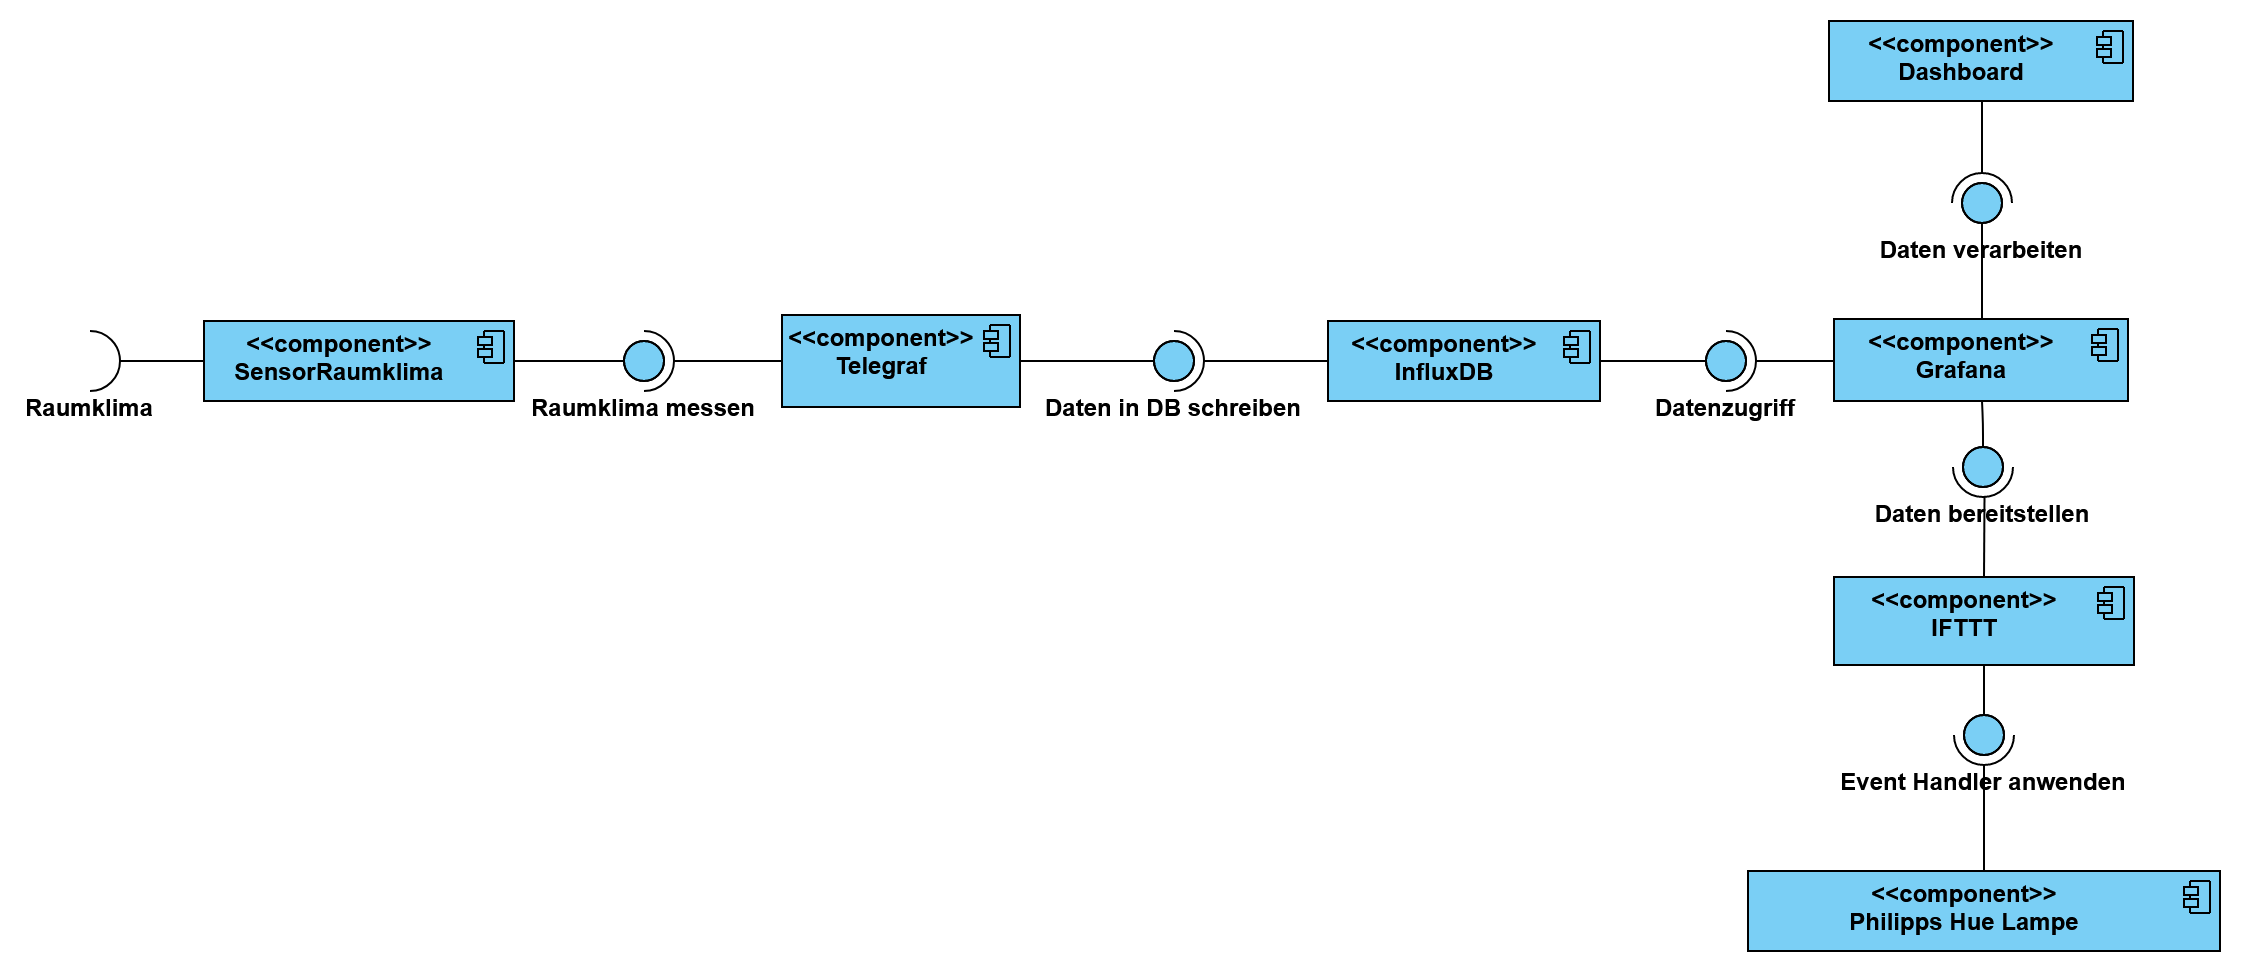 <<component>>
Dashboard
Daten verarbeiten
<<component>>
SensorRaumklima
Raumklima
Raumklima messen
<<component>>
Telegraf
Daten in DB schreiben
<<component>>
InfluxDB
Datenzugriff
<<component>>
Grafana
Daten bereitstellen
<<component>>
IFTTT
Event Handler anwenden
<<component>>
Philipps Hue Lampe